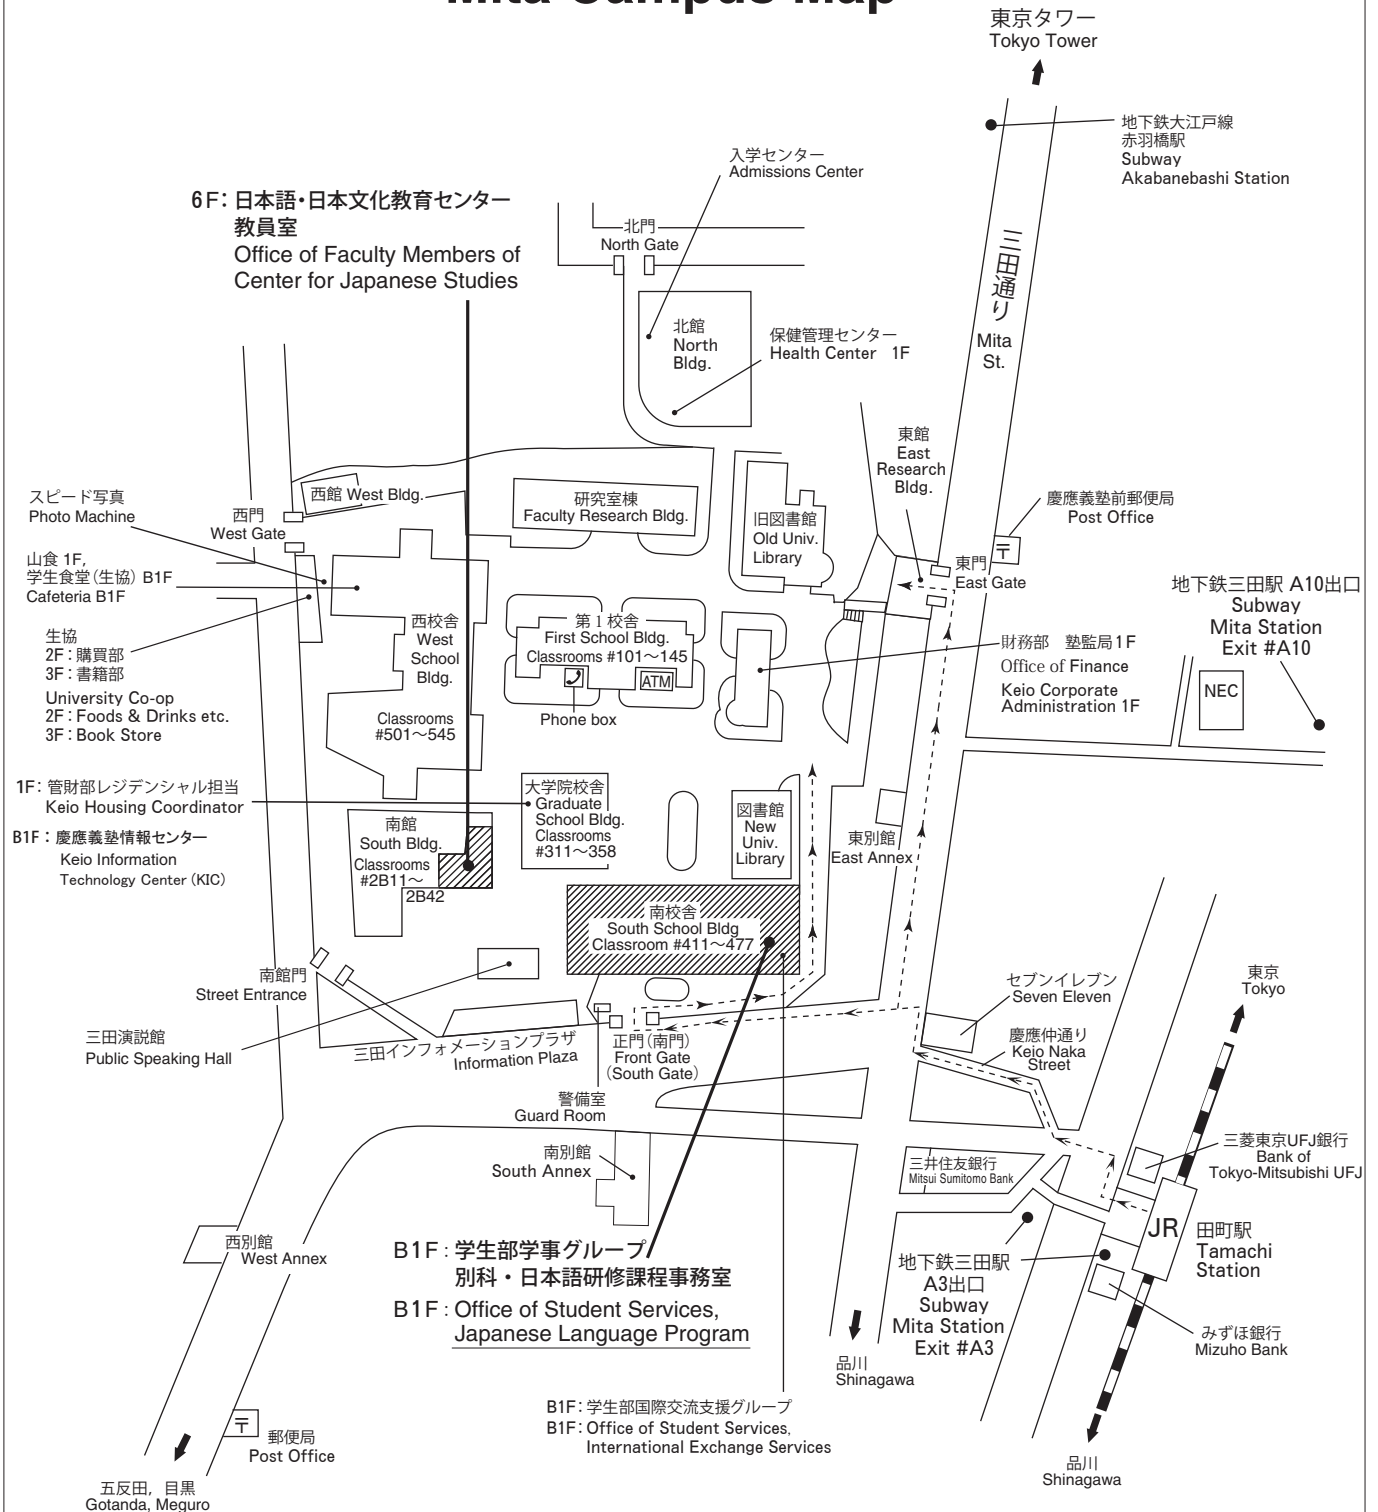 Mita Campus Map
東京タワー
Tokyo Tower
地下鉄大江戸線
赤羽橋駅
Subway
Akabanebashi Station
入学センター
Admissions Center
6F: 日本語・日本文化教育センター
教員室
Office of Faculty Members of
Center for Japanese Studies
北門
North Gate
三田通り
Mita
St.
北館
North
Bldg.
保健管理センター
Health Center 1F
東館
East
Research
Bldg.
スピード写真
Photo Machine
西館 West Bldg.
西門
West Gate
研究室棟
Faculty Research Bldg.
旧図書館
Old Univ.
Library
慶應義塾前郵便局
Post Office
〒
東門
East Gate
山食 1F,
学生食堂(生協) B1F
Cafeteria B1F
地下鉄三田駅 A10出口
Subway
Mita Station
Exit #A10
生協
2F: 購買部
3F: 書籍部
University Co-op
2F: Foods & Drinks etc.
3F: Book Store
西校舎
West
School
Bldg.
Classrooms
#501〜545
第1校舎
First School Bldg.
Classrooms #101〜145
ATM
Phone box
財務部 塾監局1F
Office of Finance
Keio Corporate
Administration 1F
NEC
1F: 管財部レジデンシャル担当
Keio Housing Coordinator
B1F: 慶應義塾情報センター
Keio Information
Technology Center (KIC)
大学院校舎
Graduate
School Bldg.
Classrooms
#311〜358
図書館
New
Univ.
Library
東別館
East Annex
南館
South Bldg.
Classrooms
#2B11〜
2B42
南校舎
South School Bldg
Classroom #411〜477
南館門
Street Entrance
セブンイレブン
Seven Eleven
東京
Tokyo
三田演説館
Public Speaking Hall
三田インフォメーションプラザ
Information Plaza
正門(南門)
Front Gate
(South Gate)
慶應仲通り
Keio Naka
Street
警備室
Guard Room
南別館
South Annex
三井住友銀行
Mitsui Sumitomo Bank
三菱東京UFJ銀行
Bank of
Tokyo-Mitsubishi UFJ
JR
田町駅
Tamachi
Station
西別館
West Annex
B1F: 学生部学事グループ
別科・日本語研修課程事務室
B1F: Office of Student Services,
Japanese Language Program
地下鉄三田駅
A3出口
Subway
Mita Station
Exit #A3
みずほ銀行
Mizuho Bank
品川
Shinagawa
B1F: 学生部国際交流支援グループ
B1F: Office of Student Services,
International Exchange Services
〒
郵便局
Post Office
品川
Shinagawa
五反田, 目黒
Gotanda, Meguro